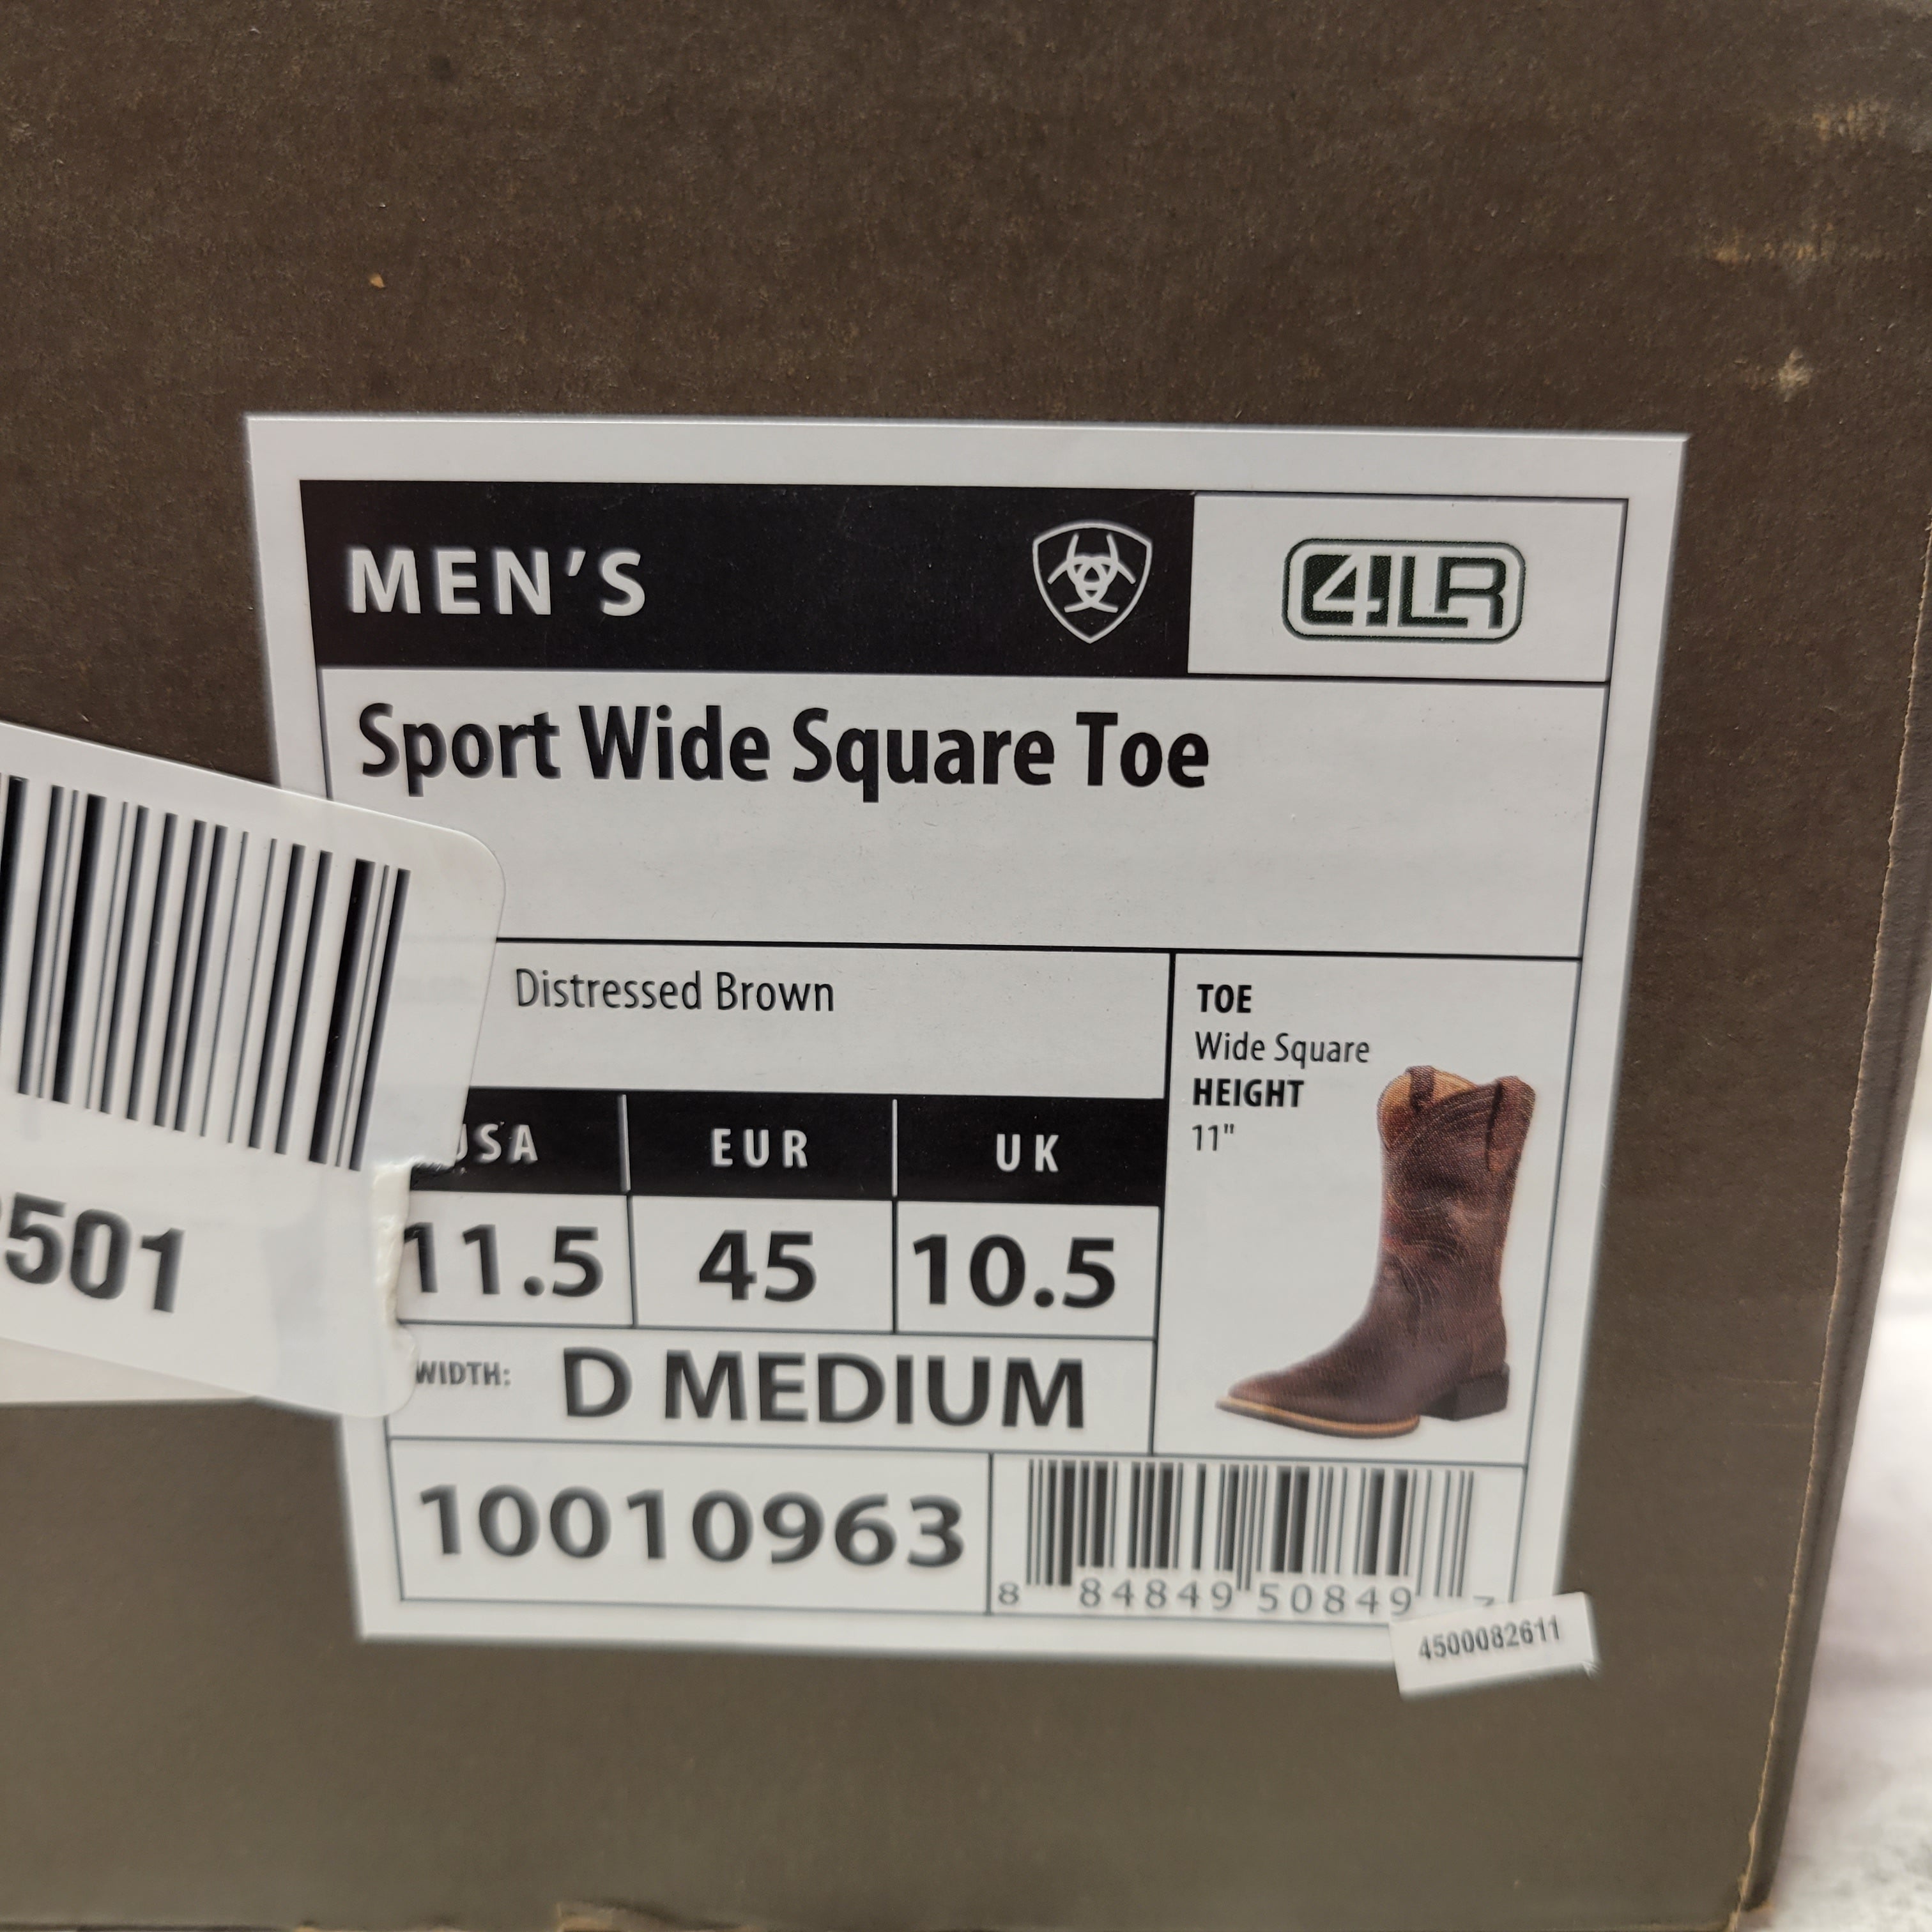 MEN'S
4LR
Sport Wide Square Toe
Distressed Brown
TOE
Wide Square
HEIGHT
11"
USA EUR UK
11.5 45 10.5
WIDTH: D MEDIUM
10010963
8 84849 50849
4500082611
501